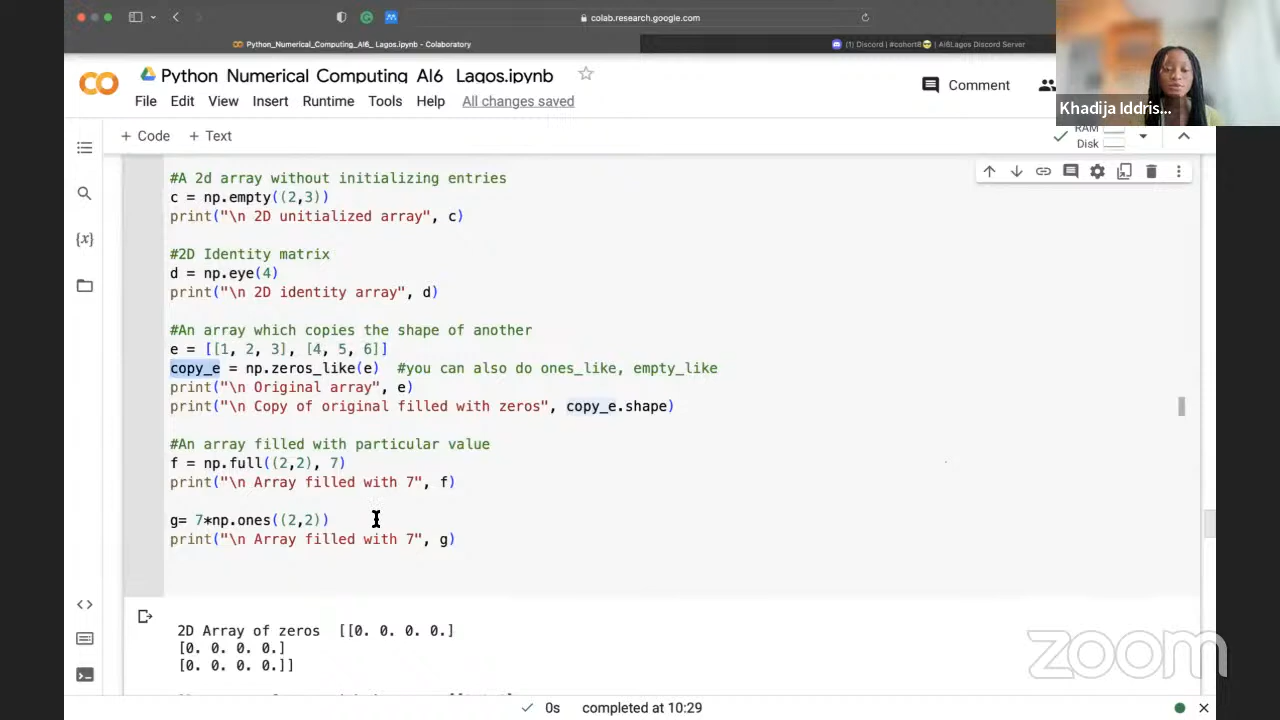 colab.research.google.com
Python_Numerical_Computing_AI6_ Lagos.ipynb - Colaboratory
(1) Discord | #cohort8😎 | AI6Lagos Discord Server
Python_Numerical_Computing_AI6_ Lagos.ipynb
File Edit View Insert Runtime Tools Help All changes saved
Comment
Khadija Iddris...
+ Code + Text
RAM
Disk
#A 2d array without initializing entries
c = np.empty((2,3))
print("\n 2D unitialized array", c)
#2D Identity matrix
d = np.eye(4)
print("\n 2D identity array", d)
#An array which copies the shape of another
e = [[1, 2, 3], [4, 5, 6]]
copy_e = np.zeros_like(e)  #you can also do ones_like, empty_like
print("\n Original array", e)
print("\n Copy of original filled with zeros", copy_e.shape)
#An array filled with particular value
f = np.full((2,2), 7)
print("\n Array filled with 7", f)
g= 7*np.ones((2,2))
print("\n Array filled with 7", g)
2D Array of zeros  [[0. 0. 0. 0.]
[0. 0. 0. 0.]
[0. 0. 0. 0.]]
zoom
0s completed at 10:29